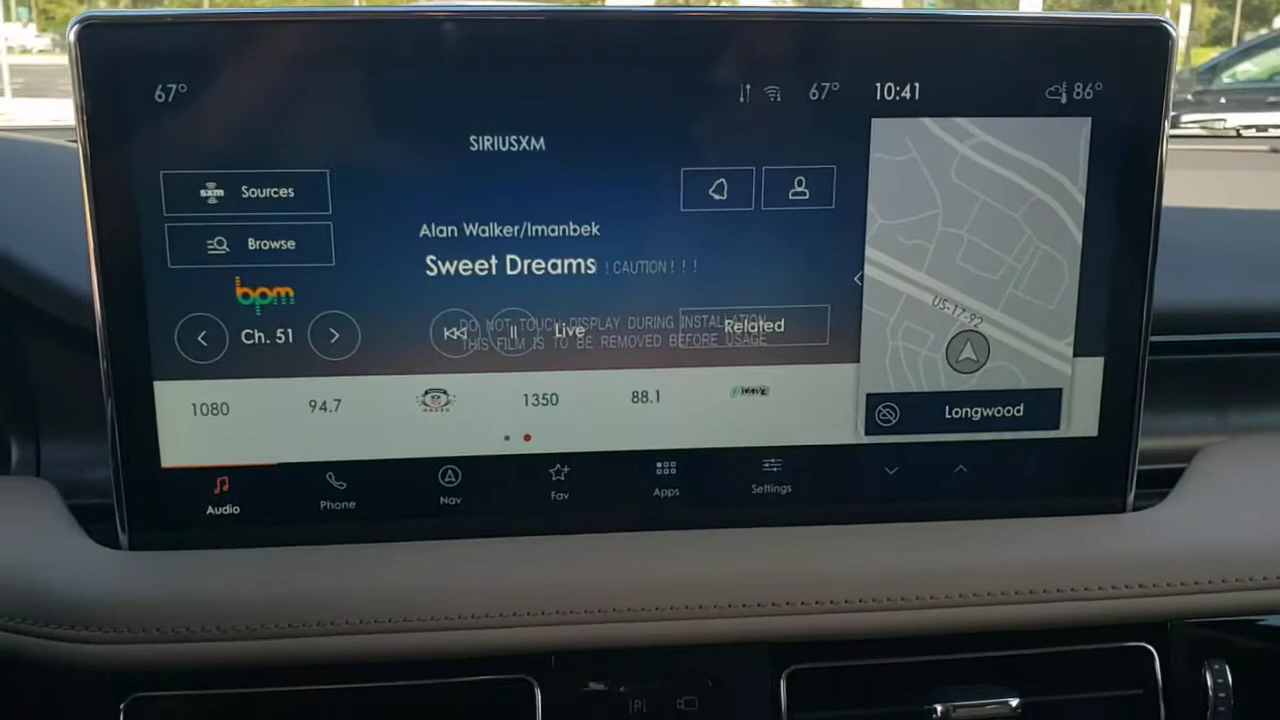 67°
67° 10:41 86°
SIRIUSXM
sxm Sources
Browse
Alan Walker/Imanbek
Sweet Dreams
! CAUTION ! ! !
bpm
Ch. 51
Live
Related
DO NOT TOUCH DISPLAY DURING INSTALLATION
THIS FILM IS TO BE REMOVED BEFORE USAGE
US-17-92
Longwood
1080 94.7 1350 88.1 WAVE
Audio Phone Nav Fav Apps Settings
P